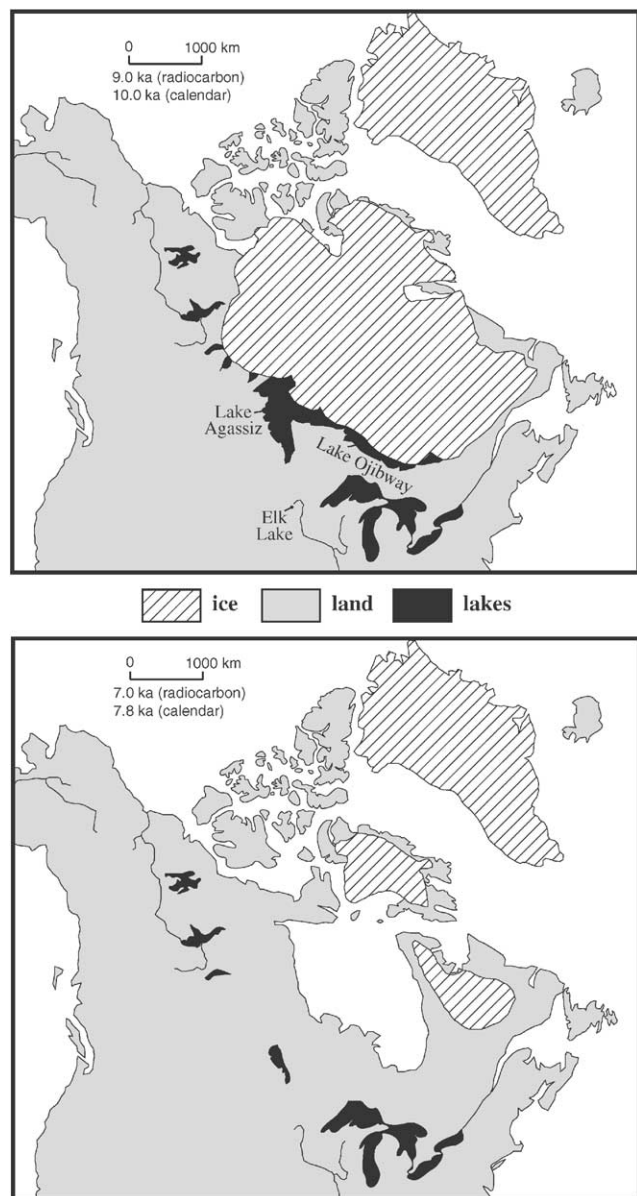 0 1000 km
9.0 ka (radiocarbon)
10.0 ka (calendar)
Lake
Agassiz
Lake Ojibway
Elk
Lake
ice land lakes
0 1000 km
7.0 ka (radiocarbon)
7.8 ka (calendar)